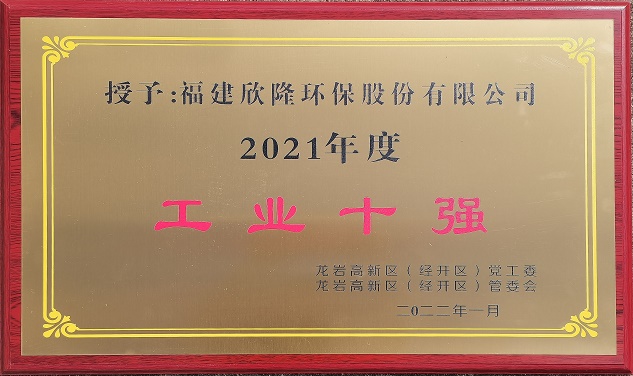 授予:福建欣隆环保股份有限公司
2021年度
工业十强
龙岩高新区（经开区）党工委
龙岩高新区（经开区）管委会
二0二二年一月